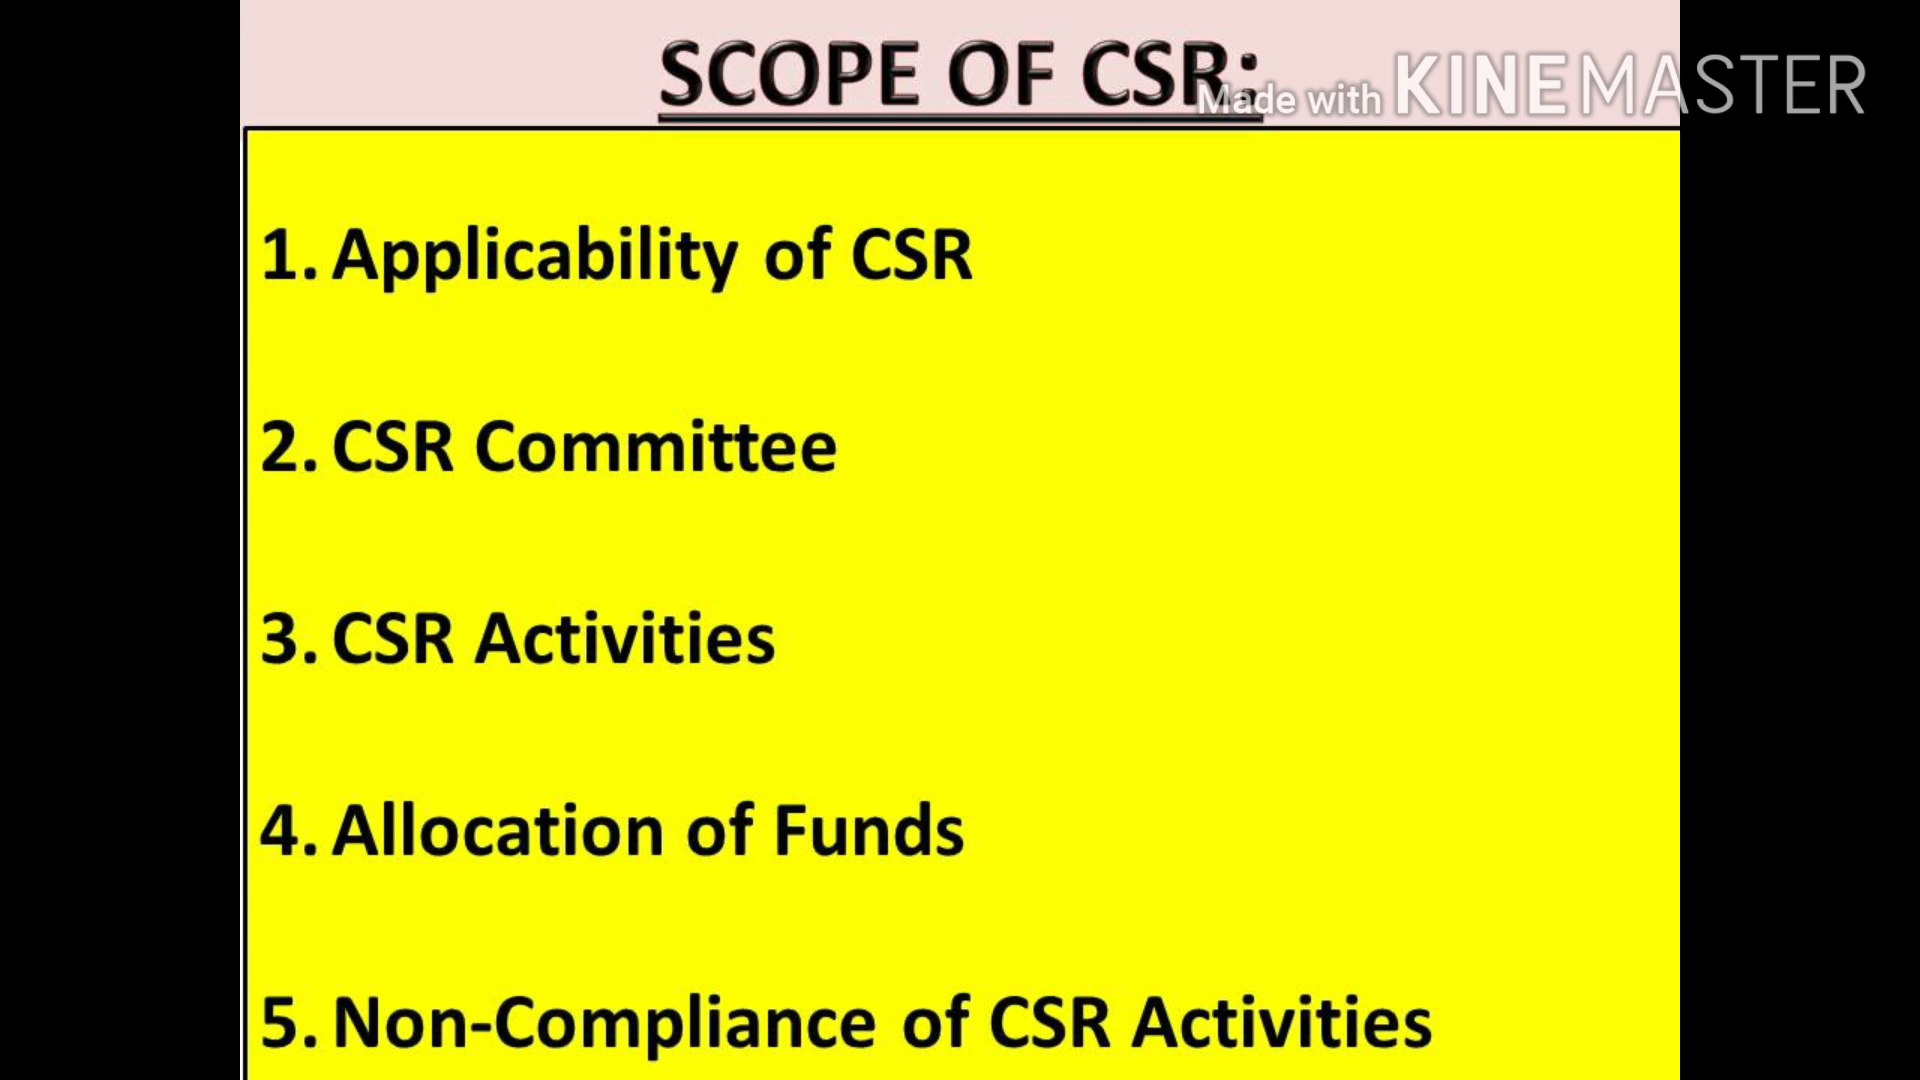 SCOPE OF CSR:
Made with KINEMASTER
1. Applicability of CSR
2. CSR Committee
3. CSR Activities
4. Allocation of Funds
5. Non-Compliance of CSR Activities